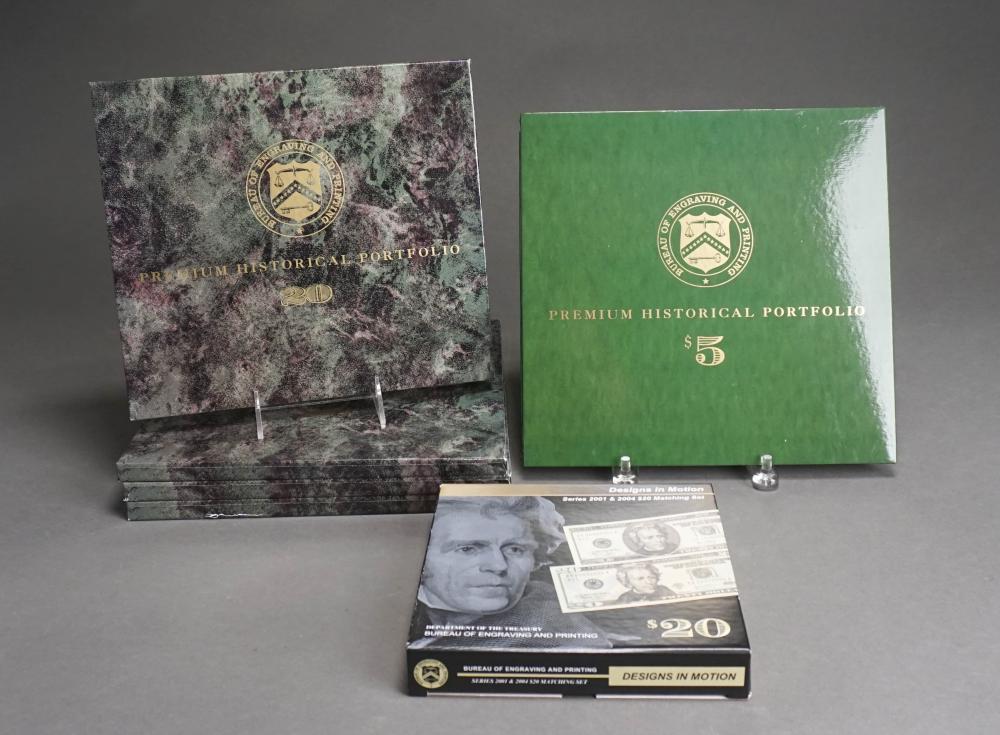 BUREAU OF ENGRAVING AND PRINTING
PREMIUM HISTORICAL PORTFOLIO
20
BUREAU OF ENGRAVING AND PRINTING
PREMIUM HISTORICAL PORTFOLIO
$5
Designs in Motion
Series 2001 & 2004 $20 Matching Set
DEPARTMENT OF THE TREASURY
BUREAU OF ENGRAVING AND PRINTING
$20
BUREAU OF ENGRAVING AND PRINTING
SERIES 2001 & 2004 $20 MATCHING SET
DESIGNS IN MOTION